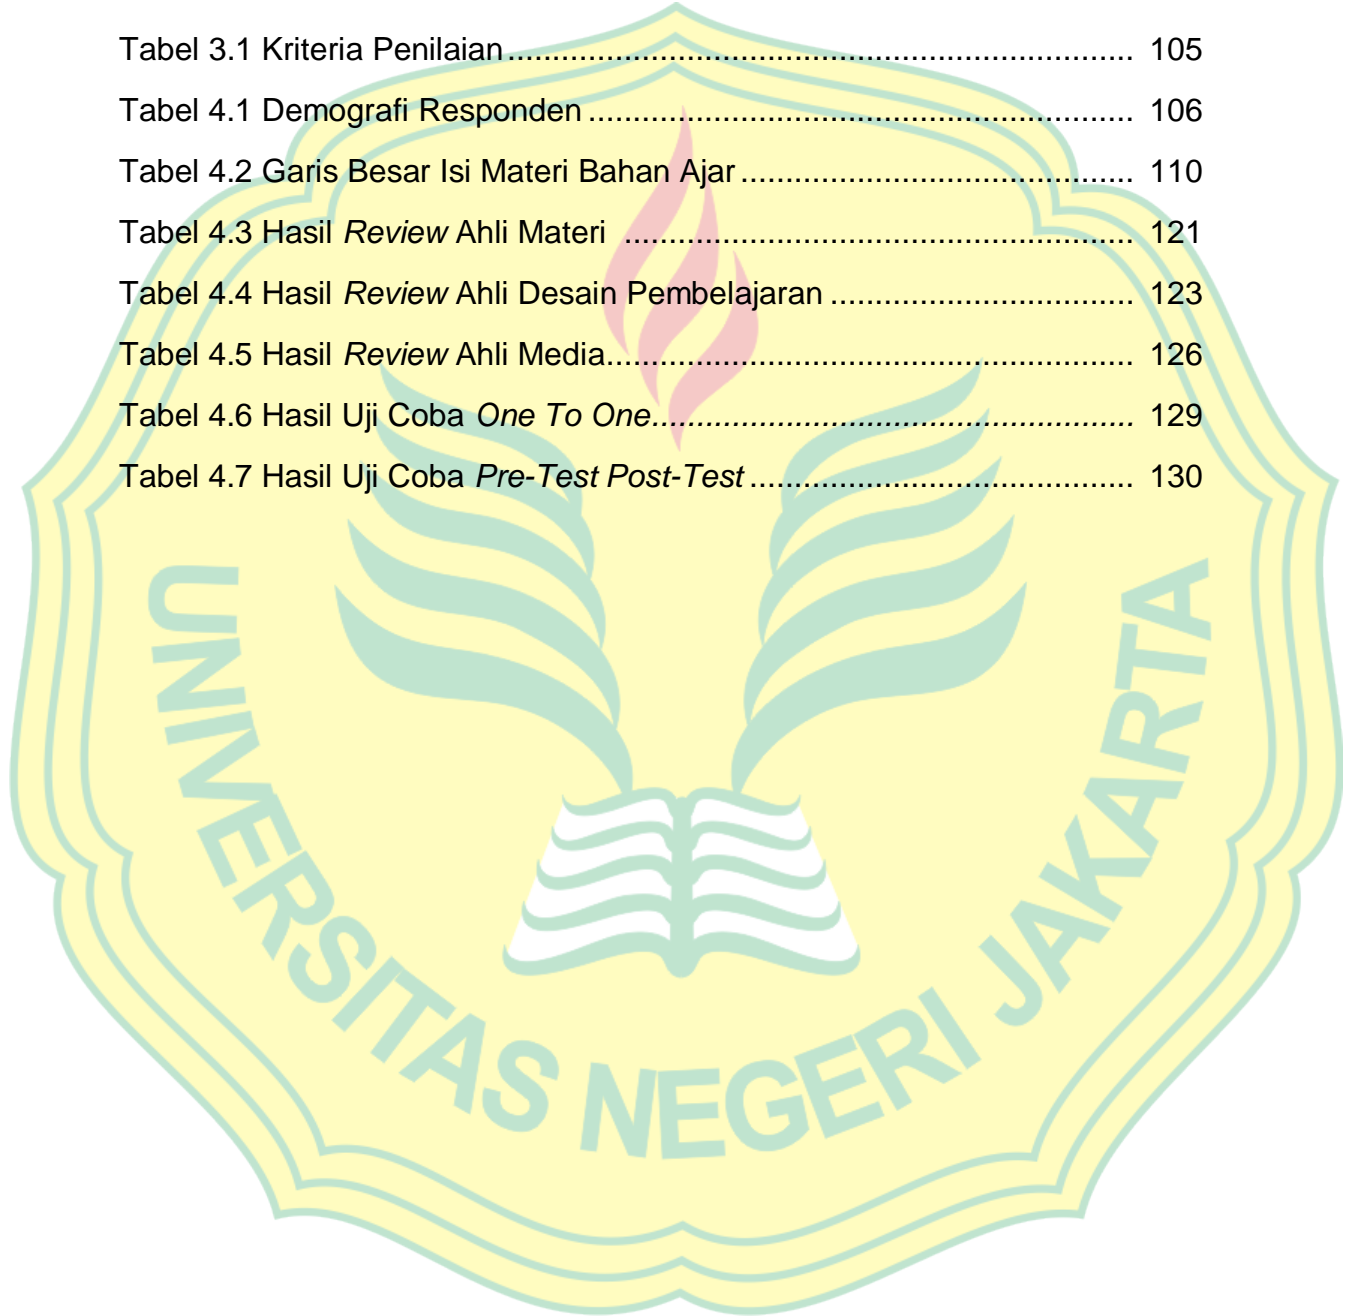 Tabel 3.1 Kriteria Penilaian ...................................................................... 105
Tabel 4.1 Demografi Responden ............................................................. 106
Tabel 4.2 Garis Besar Isi Materi Bahan Ajar ............................................ 110
Tabel 4.3 Hasil Review Ahli Materi ......................................................... 121
Tabel 4.4 Hasil Review Ahli Desain Pembelajaran .................................. 123
Tabel 4.5 Hasil Review Ahli Media........................................................... 126
Tabel 4.6 Hasil Uji Coba One To One...................................................... 129
Tabel 4.7 Hasil Uji Coba Pre-Test Post-Test ........................................... 130
UNIVERSITAS NEGERI JAKARTA